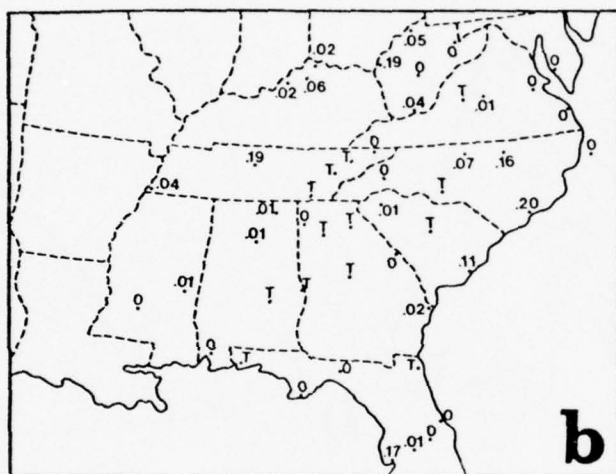 .02 .05 0
.19 0 0
.02 .06
.04 T .01 0
0 0
.19 T. T 0 .07 .16
.04 T 0 T
.01 0 T T .01 T .20
.01
.01 T T T 0 .11
0 .02
0 T .0 T.
0
.17 .01 0 0
b